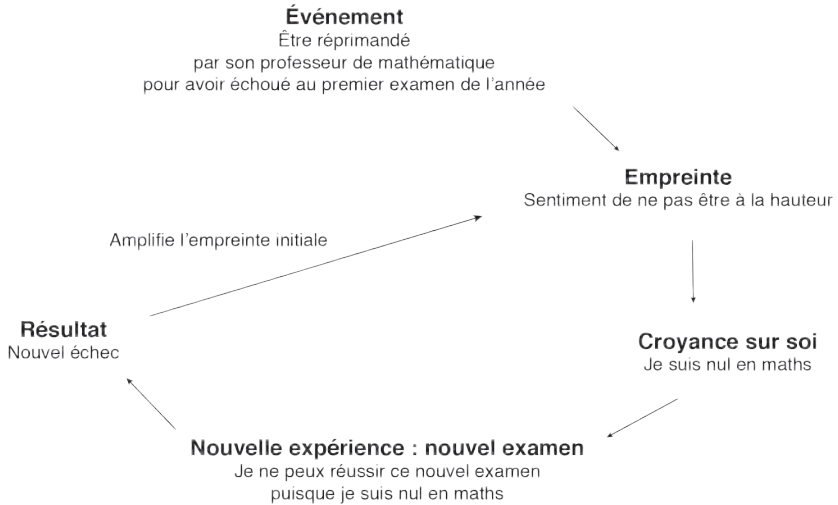 Événement
Être réprimandé
par son professeur de mathématique
pour avoir échoué au premier examen de l'année
Empreinte
Sentiment de ne pas être à la hauteur
Amplifie l'empreinte initiale
Résultat
Nouvel échec
Croyance sur soi
Je suis nul en maths
Nouvelle expérience : nouvel examen
Je ne peux réussir ce nouvel examen
puisque je suis nul en maths